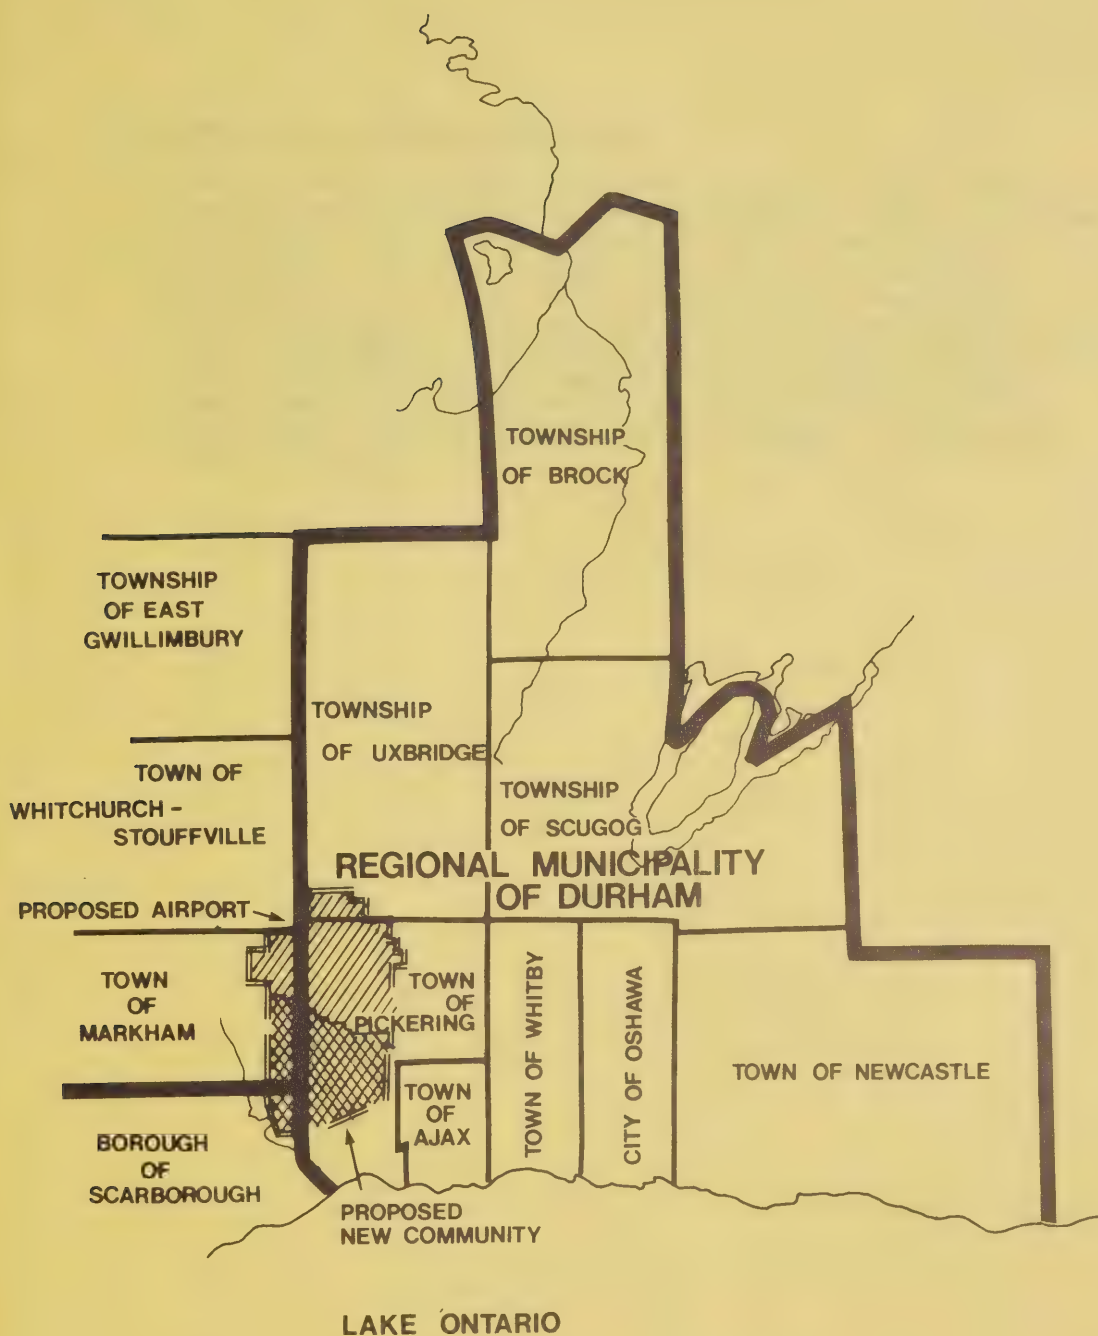 TOWNSHIP
OF BROCK
TOWNSHIP
OF EAST
GWILLIMBURY
TOWNSHIP
OF UXBRIDGE
TOWN OF
WHITCHURCH -
STOUFFVILLE
TOWNSHIP
OF SCUGOG
REGIONAL MUNICIPALITY
OF DURHAM
PROPOSED AIRPORT
TOWN
OF
MARKHAM
TOWN
OF
PICKERING
TOWN OF WHITBY
CITY OF OSHAWA
TOWN OF NEWCASTLE
TOWN
OF
AJAX
BOROUGH
OF
SCARBOROUGH
PROPOSED
NEW COMMUNITY
LAKE ONTARIO